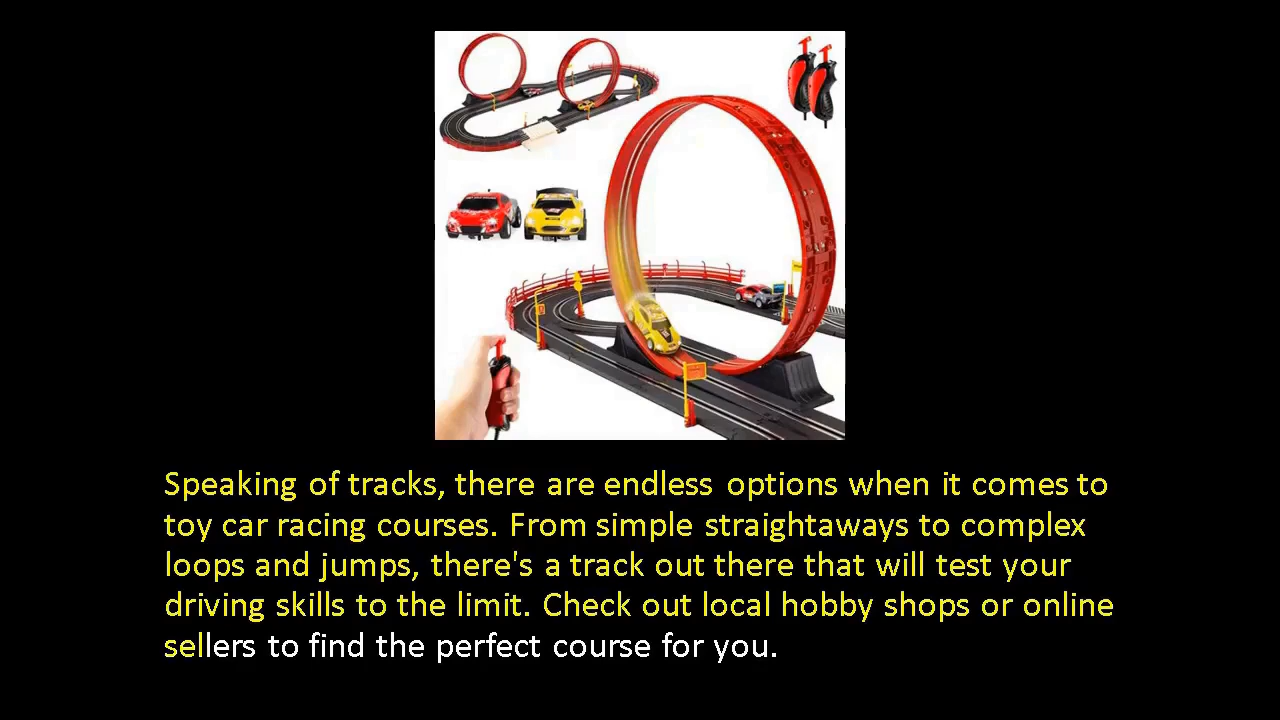 Speaking of tracks, there are endless options when it comes to
toy car racing courses. From simple straightaways to complex
loops and jumps, there's a track out there that will test your
driving skills to the limit. Check out local hobby shops or online
sellers to find the perfect course for you.